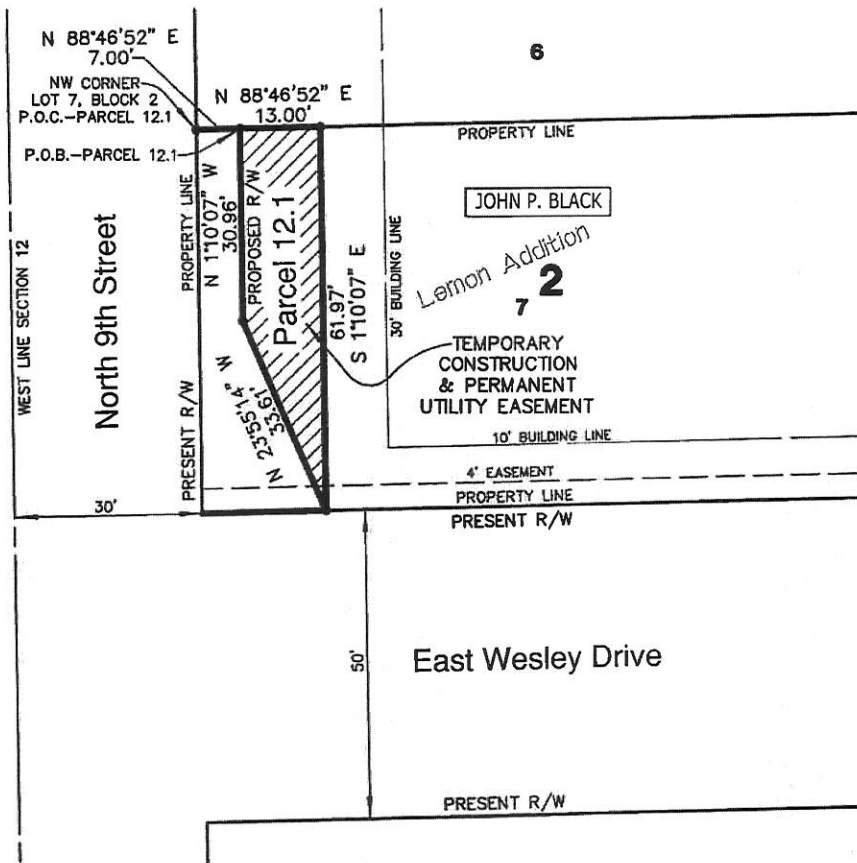 N 88°46'52" E
7.00'
NW CORNER
LOT 7, BLOCK 2
P.O.C.-PARCEL 12.1
P.O.B.-PARCEL 12.1
N 88°46'52" E
13.00'
6
PROPERTY LINE
WEST LINE SECTION 12
North 9th Street
PROPERTY LINE
PRESENT R/W
N 1°10'07" W
30.96'
PROPOSED R/W
Parcel 12.1
N 23°55'14" W
33.61'
61.97'
S 1°10'07" E
30' BUILDING LINE
JOHN P. BLACK
Lemon Addition
7
2
TEMPORARY
CONSTRUCTION
& PERMANENT
UTILITY EASEMENT
10' BUILDING LINE
4' EASEMENT
PROPERTY LINE
PRESENT R/W
30'
50'
East Wesley Drive
PRESENT R/W